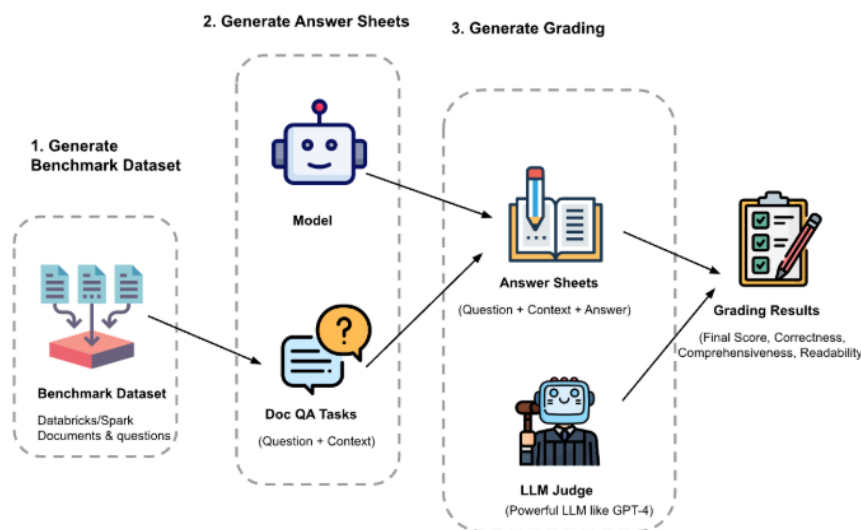 2. Generate Answer Sheets
3. Generate Grading
1. Generate
Benchmark Dataset
Model
Answer Sheets
(Question + Context + Answer)
Grading Results
(Final Score, Correctness,
Comprehensiveness, Readability
Benchmark Dataset
Databricks/Spark
Documents & questions
Doc QA Tasks
(Question + Context)
LLM Judge
(Powerful LLM like GPT-4)